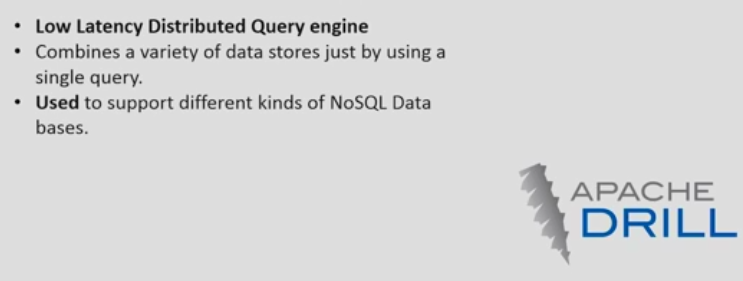 • Low Latency Distributed Query engine
• Combines a variety of data stores just by using a
single query.
• Used to support different kinds of NoSQL Data
bases.
APACHE
DRILL